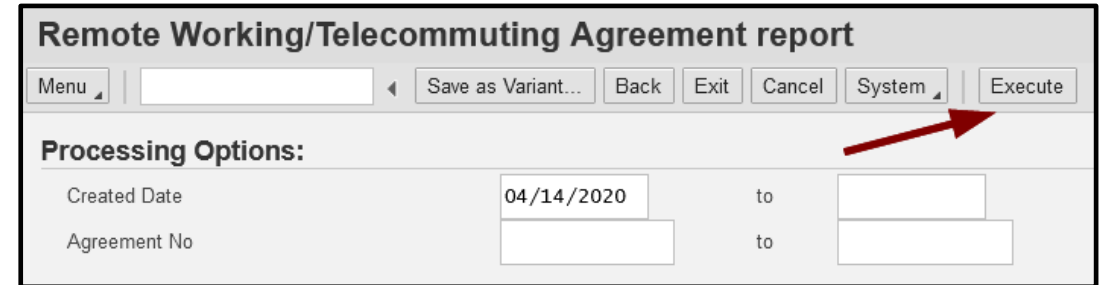 Remote Working/Telecommuting Agreement report
Menu Save as Variant... Back Exit Cancel System Execute
Processing Options:
Created Date 04/14/2020 to
Agreement No to